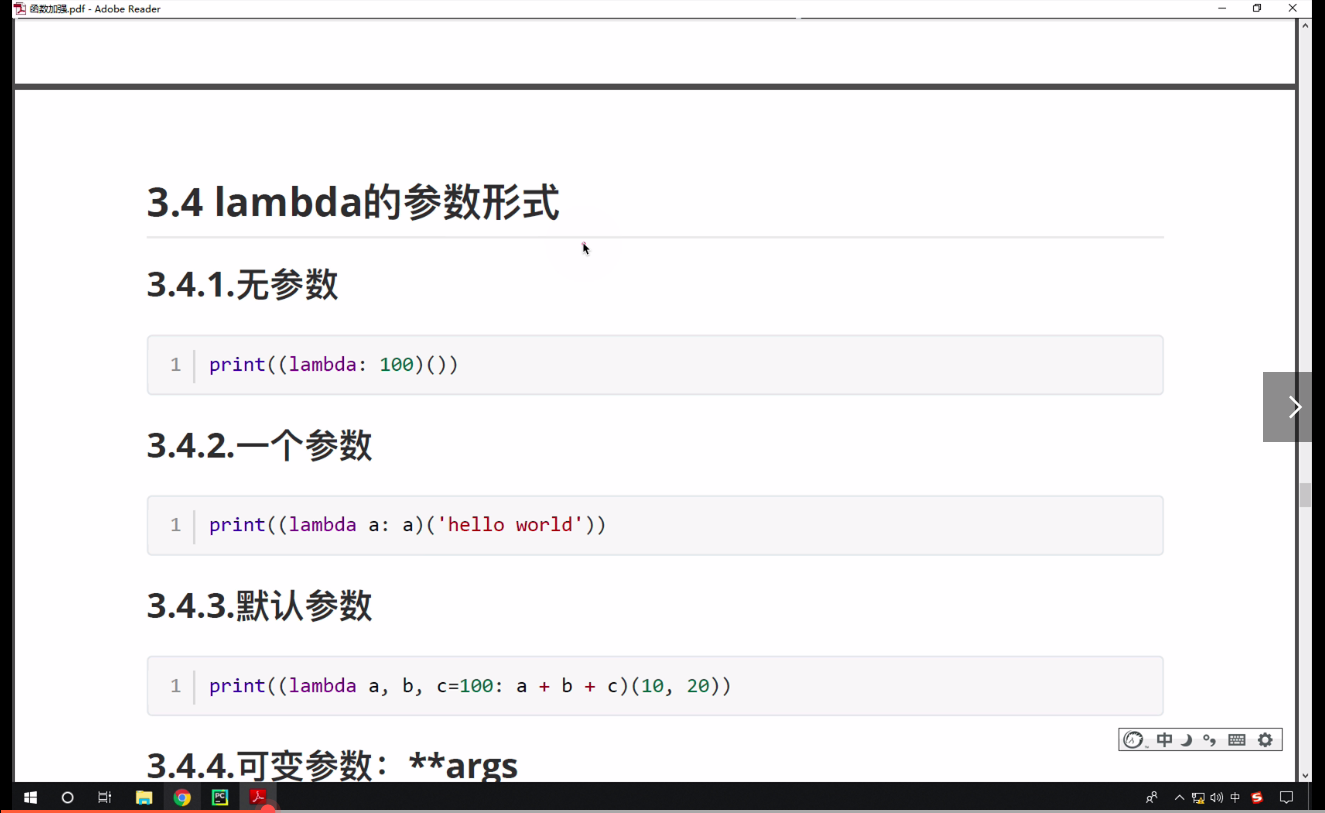 函数加强.pdf - Adobe Reader
3.4 lambda的参数形式
3.4.1.无参数
1 print((lambda: 100)())
3.4.2.一个参数
1 print((lambda a: a)('hello world'))
3.4.3.默认参数
1 print((lambda a, b, c=100: a + b + c)(10, 20))
3.4.4.可变参数：**args
中
PC
中
S